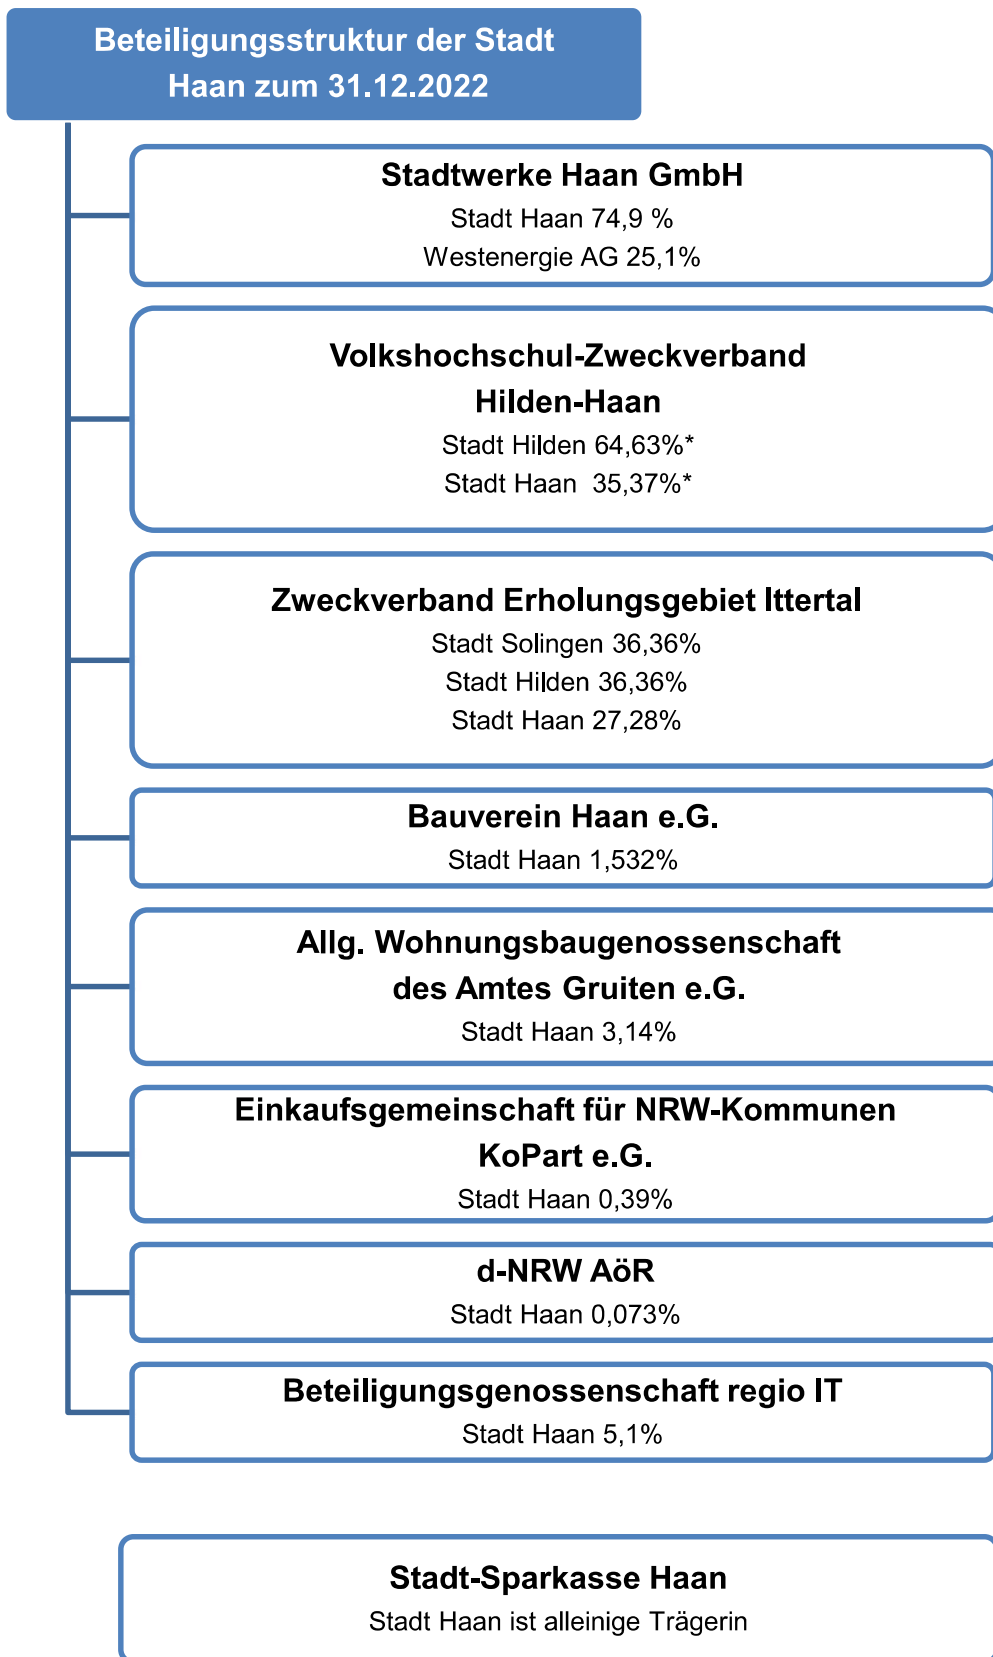 Beteiligungsstruktur der Stadt
Haan zum 31.12.2022
Stadtwerke Haan GmbH
Stadt Haan 74,9 %
Westenergie AG 25,1%
Volkshochschul-Zweckverband
Hilden-Haan
Stadt Hilden 64,63%*
Stadt Haan  35,37%*
Zweckverband Erholungsgebiet Ittertal
Stadt Solingen 36,36%
Stadt Hilden 36,36%
Stadt Haan 27,28%
Bauverein Haan e.G.
Stadt Haan 1,532%
Allg. Wohnungsbaugenossenschaft
des Amtes Gruiten e.G.
Stadt Haan 3,14%
Einkaufsgemeinschaft für NRW-Kommunen
KoPart e.G.
Stadt Haan 0,39%
d-NRW AöR
Stadt Haan 0,073%
Beteiligungsgenossenschaft regio IT
Stadt Haan 5,1%
Stadt-Sparkasse Haan
Stadt Haan ist alleinige Trägerin